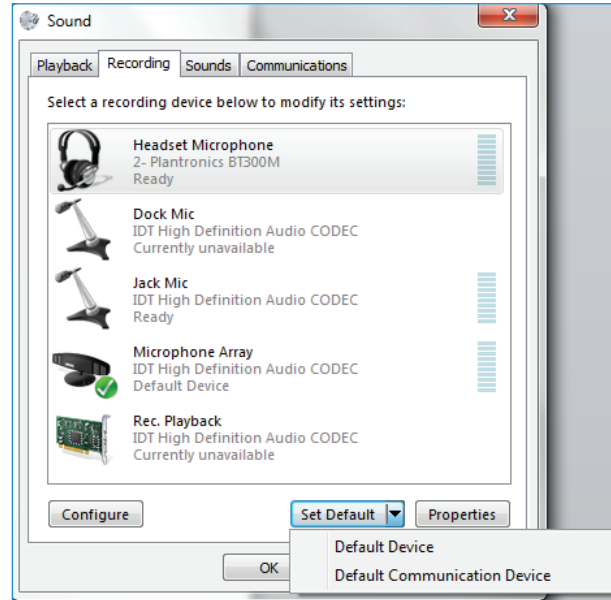 Sound
Playback Recording Sounds Communications
Select a recording device below to modify its settings:
Headset Microphone
2- Plantronics BT300M
Ready
Dock Mic
IDT High Definition Audio CODEC
Currently unavailable
Jack Mic
IDT High Definition Audio CODEC
Ready
Microphone Array
IDT High Definition Audio CODEC
Default Device
Rec. Playback
IDT High Definition Audio CODEC
Currently unavailable
Configure Set Default Properties
OK
Default Device
Default Communication Device